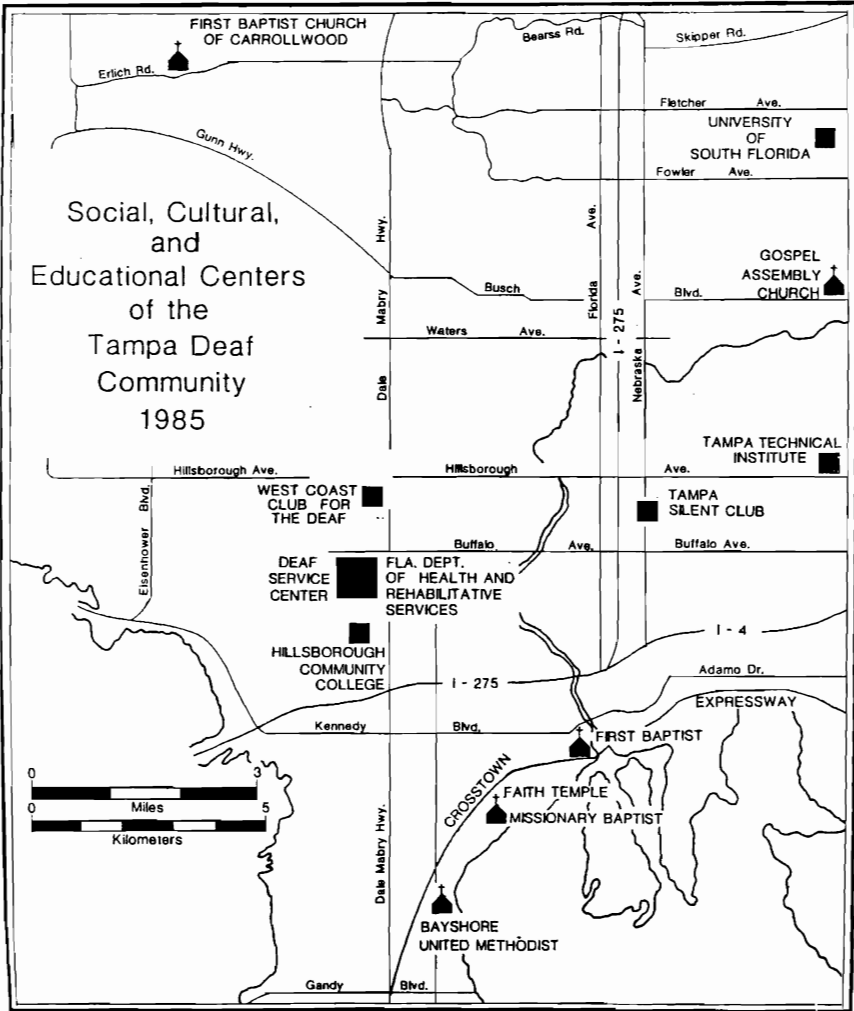 FIRST BAPTIST CHURCH
OF CARROLLWOOD
Bearss Rd.
Skipper Rd.
Erlich Rd.
Fletcher Ave.
UNIVERSITY
OF
SOUTH FLORIDA
Gunn Hwy.
Fowler Ave.
Social, Cultural,
and
Educational Centers
of the
Tampa Deaf
Community
1985
Dale Mabry Hwy.
Florida Ave.
I - 275
Nebraska Ave.
GOSPEL
ASSEMBLY
CHURCH
Busch Blvd.
Waters Ave.
TAMPA TECHNICAL
INSTITUTE
Hillsborough Ave.
Hillsborough Ave.
Eisenhower Blvd.
WEST COAST
CLUB FOR
THE DEAF
TAMPA
SILENT CLUB
Buffalo Ave.
Buffalo Ave.
DEAF
SERVICE
CENTER
FLA. DEPT.
OF HEALTH AND
REHABILITATIVE
SERVICES
HILLSBOROUGH
COMMUNITY
COLLEGE
I - 4
I - 275
Adamo Dr.
EXPRESSWAY
Kennedy Blvd.
FIRST BAPTIST
0 3
Miles
0 5
Kilometers
CROSSTOWN
FAITH TEMPLE
MISSIONARY BAPTIST
Dale Mabry Hwy.
BAYSHORE
UNITED METHODIST
Gandy Blvd.